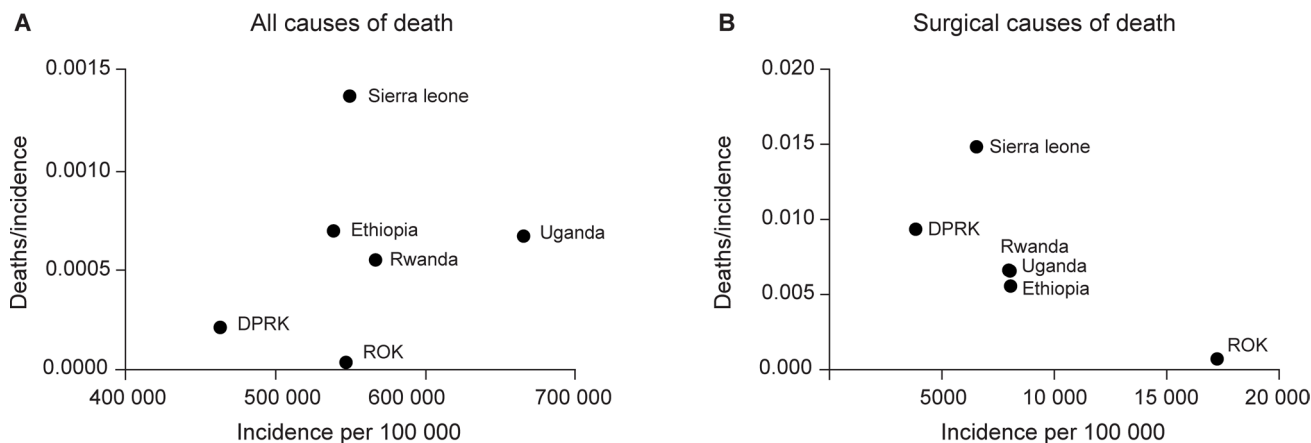 A
All causes of death
0.0015
0.0010
0.0005
0.0000
Deaths/incidence
Sierra leone
Ethiopia
Uganda
Rwanda
DPRK
ROK
400 000 500 000 600 000 700 000
Incidence per 100 000
B
Surgical causes of death
0.020
0.015
0.010
0.005
0.000
Deaths/incidence
Sierra leone
DPRK
Rwanda
Uganda
Ethiopia
ROK
5000 10 000 15 000 20 000
Incidence per 100 000